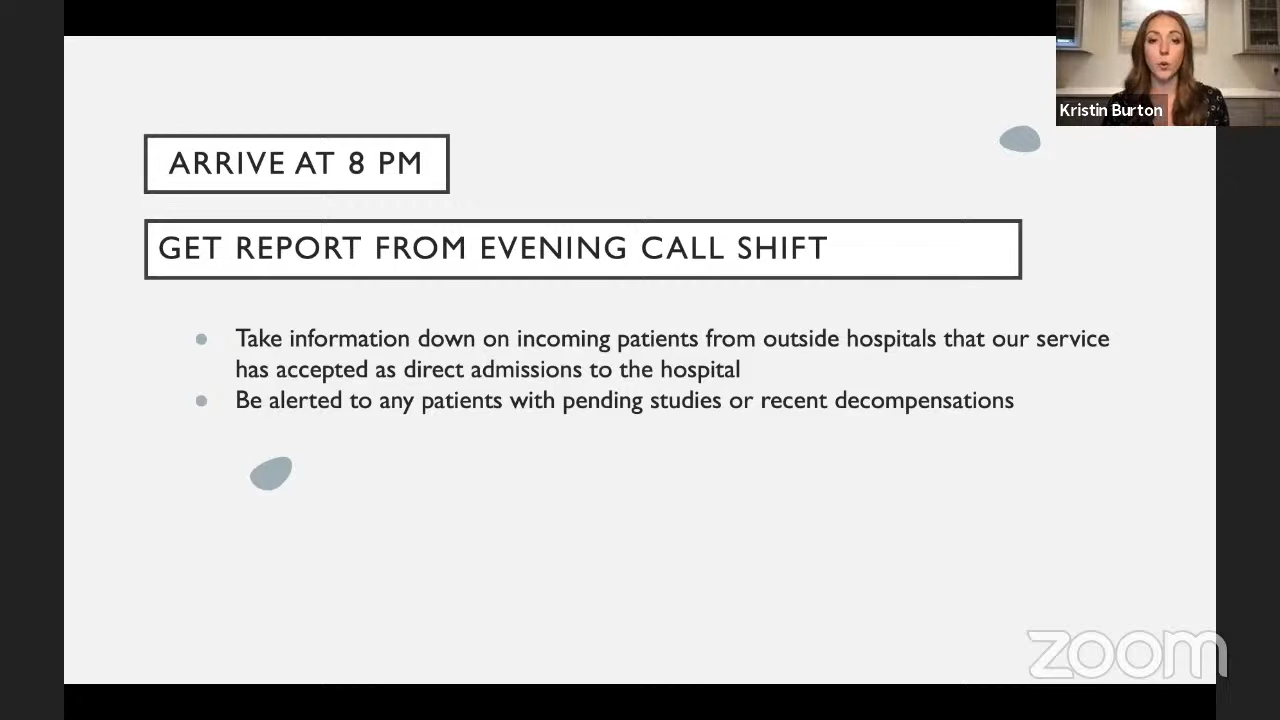 Kristin Burton
ARRIVE AT 8 PM
GET REPORT FROM EVENING CALL SHIFT
Take information down on incoming patients from outside hospitals that our service
has accepted as direct admissions to the hospital
Be alerted to any patients with pending studies or recent decompensations
zoom